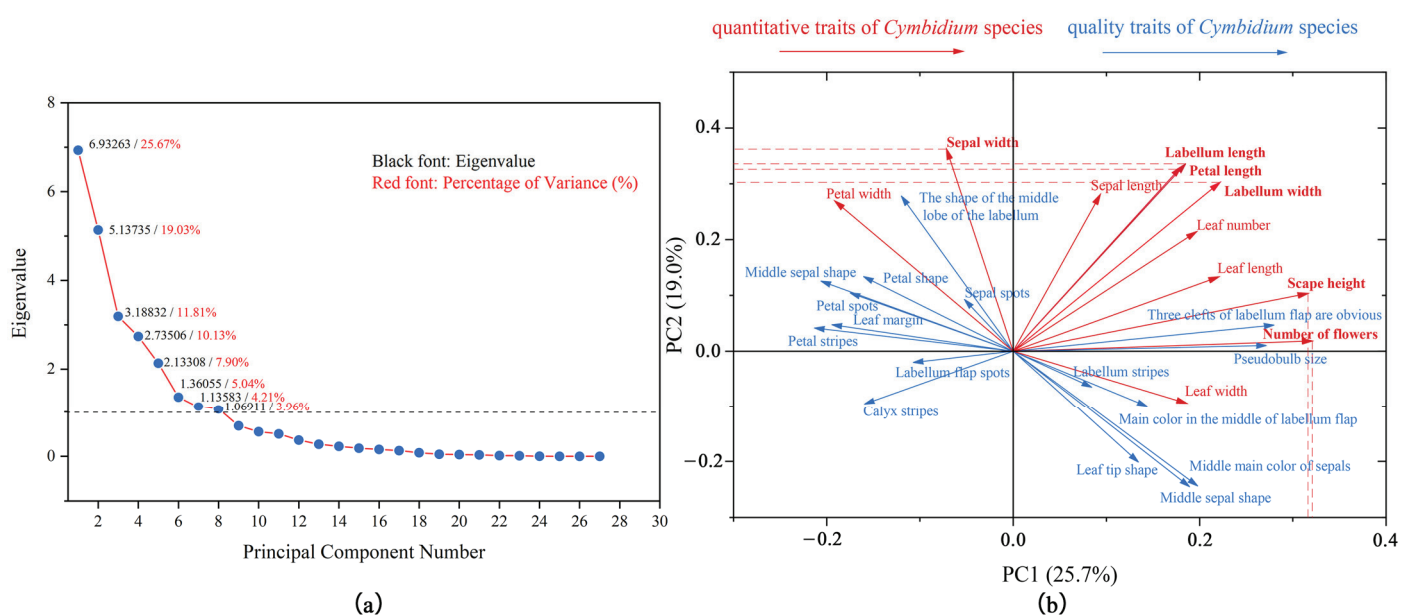 8
6
4
2
0
Eigenvalue
6.93263 / 25.67%
5.13735 / 19.03%
3.18832 / 11.81%
2.73506 / 10.13%
2.13308 / 7.90%
1.36055 / 5.04%
1.13583 / 4.21%
1.06911 / 3.96%
Black font: Eigenvalue
Red font: Percentage of Variance (%)
2 4 6 8 10 12 14 16 18 20 22 24 26 28 30
Principal Component Number
(a)
quantitative traits of Cymbidium species
quality traits of Cymbidium species
0.4
0.2
0.0
−0.2
PC2 (19.0%)
Sepal width
Labellum length
Petal length
Sepal length
Labellum width
Petal width
The shape of the middle
lobe of the labellum
Leaf number
Middle sepal shape
Petal shape
Leaf length
Scape height
Sepal spots
Petal spots
Three clefts of labellum flap are obvious
Leaf margin
Number of flowers
Petal stripes
Pseudobulb size
Labellum flap spots
Labellum stripes
Leaf width
Calyx stripes
Main color in the middle of labellum flap
Leaf tip shape
Middle main color of sepals
Middle sepal shape
−0.2 0.0 0.2 0.4
PC1 (25.7%)
(b)